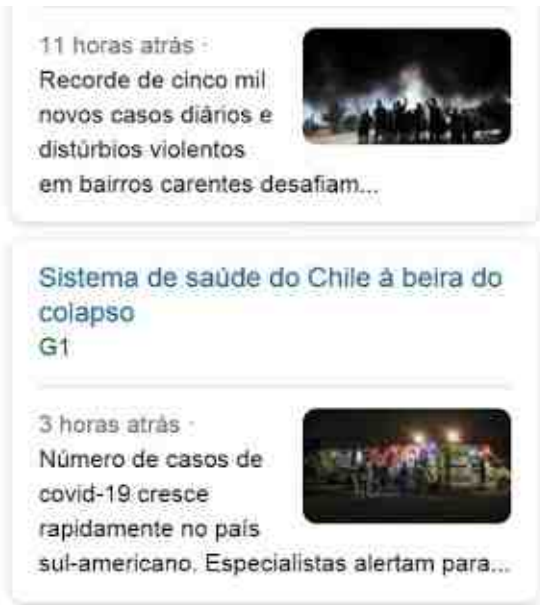 11 horas atrás ·
Recorde de cinco mil
novos casos diários e
distúrbios violentos
em bairros carentes desafiam...
Sistema de saúde do Chile à beira do
colapso
G1
3 horas atrás ·
Número de casos de
covid-19 cresce
rapidamente no país
sul-americano. Especialistas alertam para...